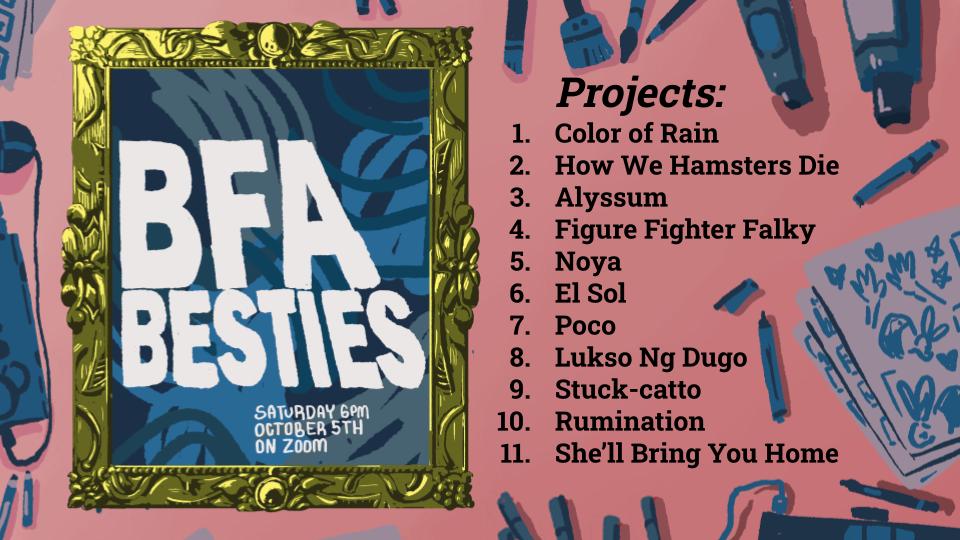 BFA
BESTIES
SATURDAY 6PM
OCTOBER 5TH
ON ZOOM
Projects:
1. Color of Rain
2. How We Hamsters Die
3. Alyssum
4. Figure Fighter Falky
5. Noya
6. El Sol
7. Poco
8. Lukso Ng Dugo
9. Stuck-catto
10. Rumination
11. She’ll Bring You Home